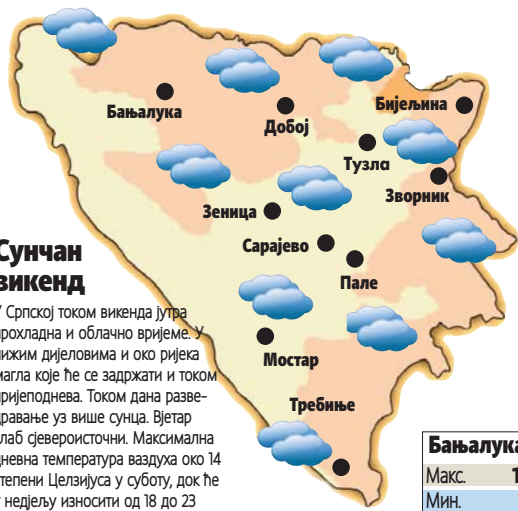 Бањалука
Добој
Бијељина
Тузла
Зворник
Зеница
Сарајево
Пале
Мостар
Требиње
Сунчан
викенд
Српској током викенда јутра
прохладна и облачно вријеме. У
нижим дијеловима и око ријека
магла које ће се задржати и током
пријеподнева. Током дана разве-
дравање уз више сунца. Вјетар
слаб сјевероисточни. Максимална
дневна температура ваздуха око 14
степени Целзијуса у суботу, док ће
у недјељу износити од 18 до 23
Бањалука
Макс. 1
Мин.